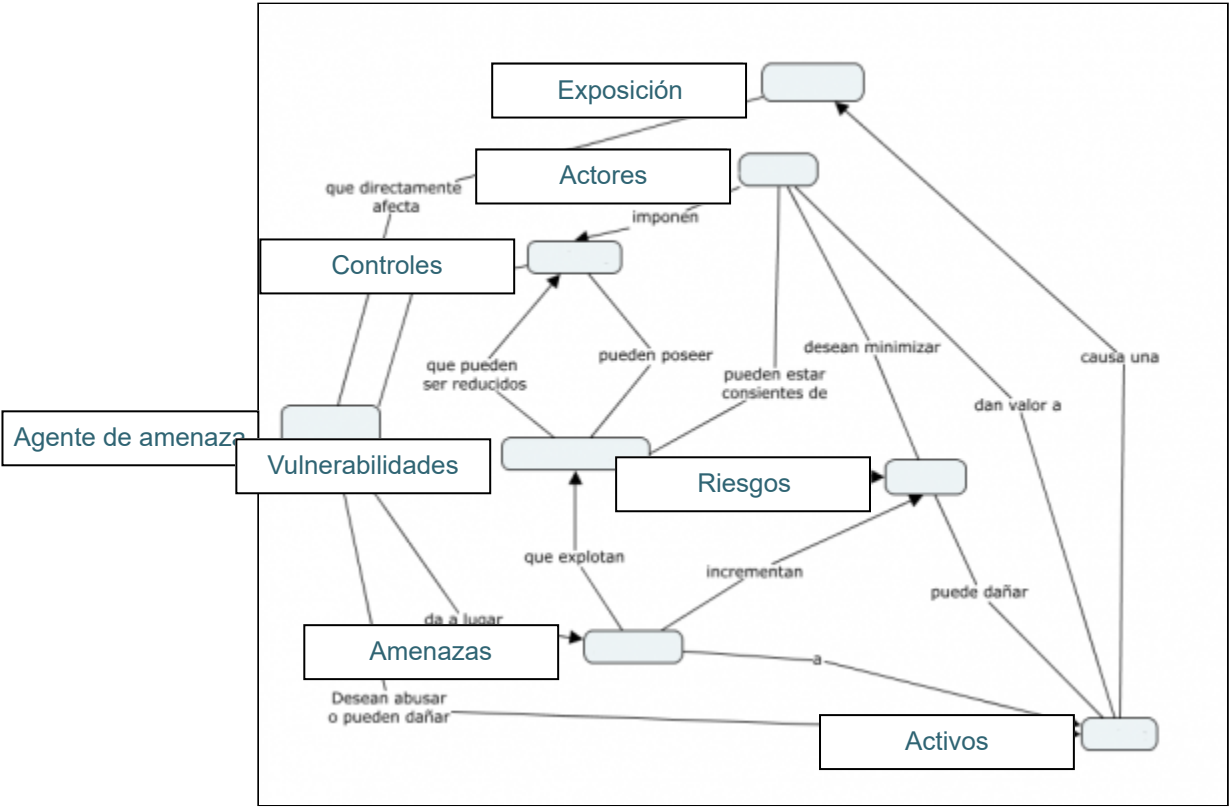 Exposición
Actores
que directamente
afecta
imponen
Controles
pueden poseer
desean minimizar
causa una
que pueden
ser reducidos
pueden estar
consientes de
dan valor a
Agente de amenaza
Vulnerabilidades
Riesgos
que explotan
incrementan
puede dañar
da a lugar
Amenazas
a
Desean abusar
o pueden dañar
Activos